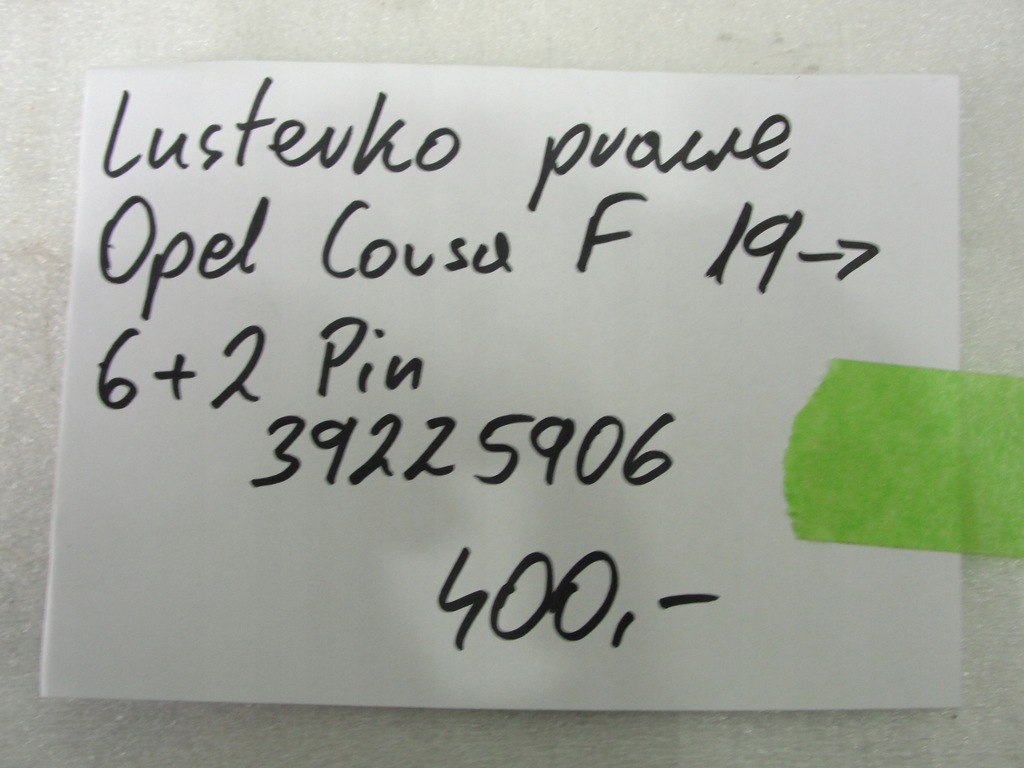 Lusterko prawe
Opel Corsa F 19->
6+2 Pin
39225906
400,-